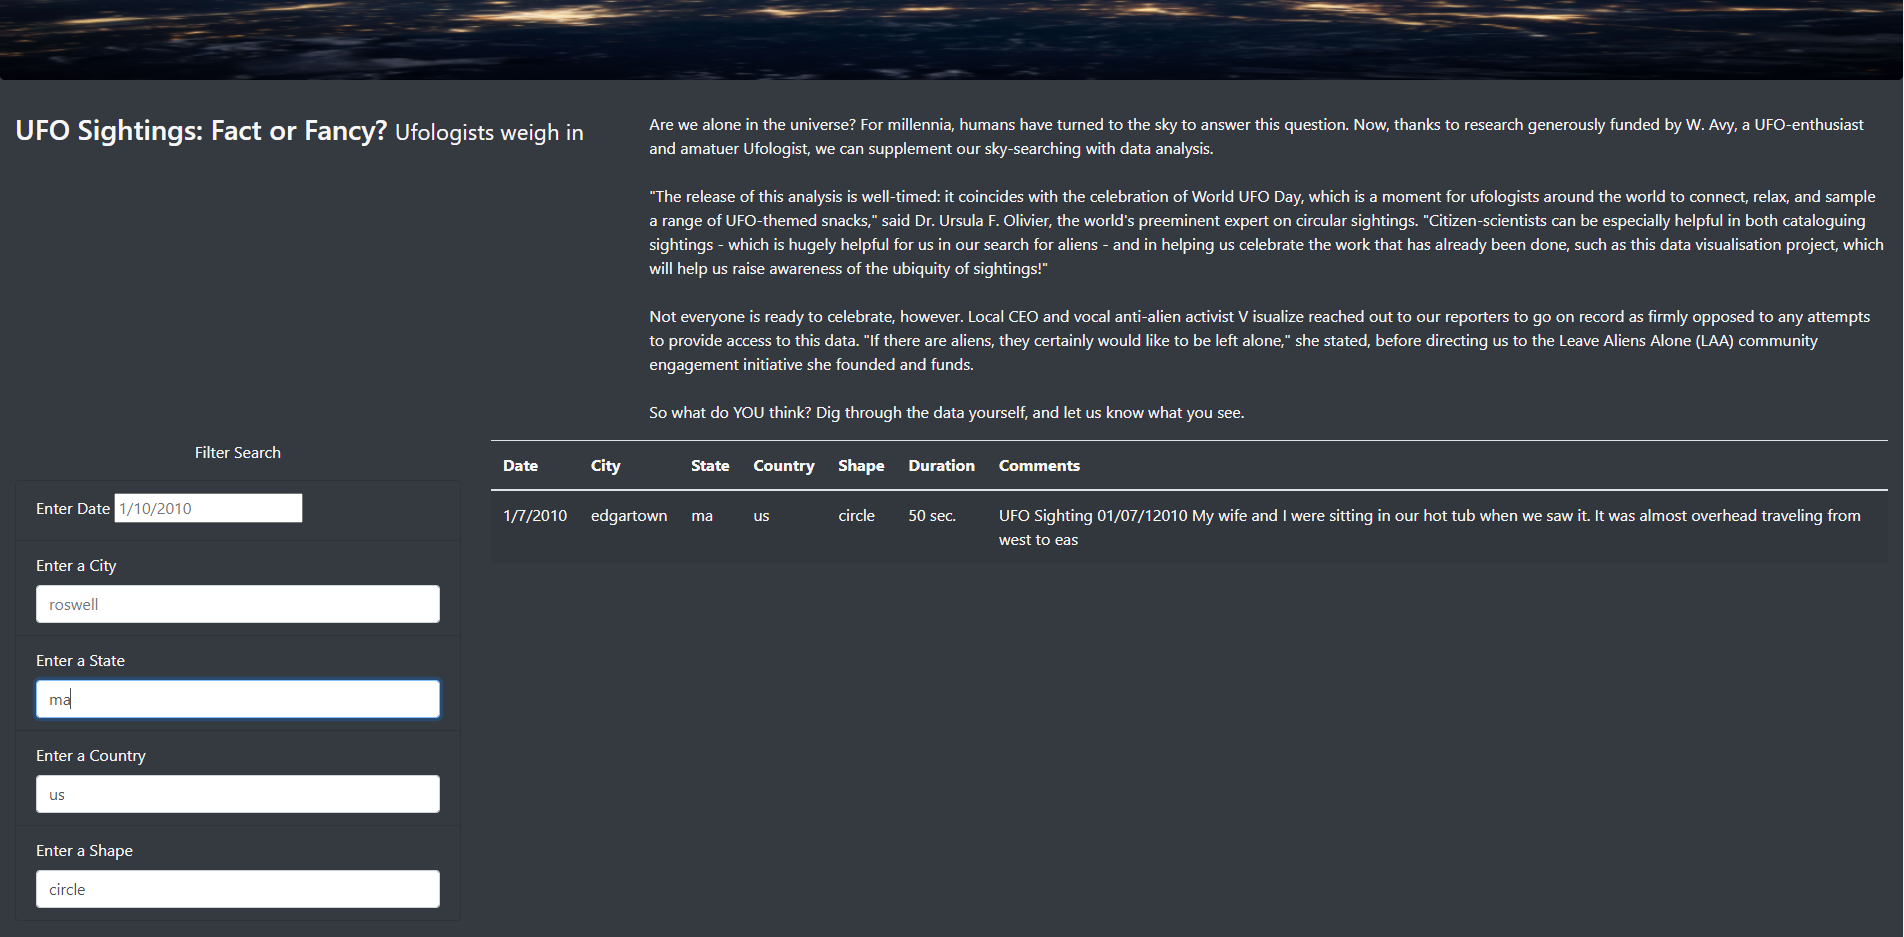 UFO Sightings: Fact or Fancy? Ufologists weigh in
Are we alone in the universe? For millennia, humans have turned to the sky to answer this question. Now, thanks to research generously funded by W. Avy, a UFO-enthusiast
and amatuer Ufologist, we can supplement our sky-searching with data analysis.
"The release of this analysis is well-timed: it coincides with the celebration of World UFO Day, which is a moment for ufologists around the world to connect, relax, and sample
a range of UFO-themed snacks," said Dr. Ursula F. Olivier, the world's preeminent expert on circular sightings. "Citizen-scientists can be especially helpful in both cataloguing
sightings - which is hugely helpful for us in our search for aliens - and in helping us celebrate the work that has already been done, such as this data visualisation project, which
will help us raise awareness of the ubiquity of sightings!"
Not everyone is ready to celebrate, however. Local CEO and vocal anti-alien activist V isualize reached out to our reporters to go on record as firmly opposed to any attempts
to provide access to this data. "If there are aliens, they certainly would like to be left alone," she stated, before directing us to the Leave Aliens Alone (LAA) community
engagement initiative she founded and funds.
So what do YOU think? Dig through the data yourself, and let us know what you see.
Filter Search
Enter Date 1/10/2010
Enter a City
roswell
Enter a State
ma
Enter a Country
us
Enter a Shape
circle
Date City State Country Shape Duration Comments
1/7/2010 edgartown ma us circle 50 sec. UFO Sighting 01/07/12010 My wife and I were sitting in our hot tub when we saw it. It was almost overhead traveling from
west to eas